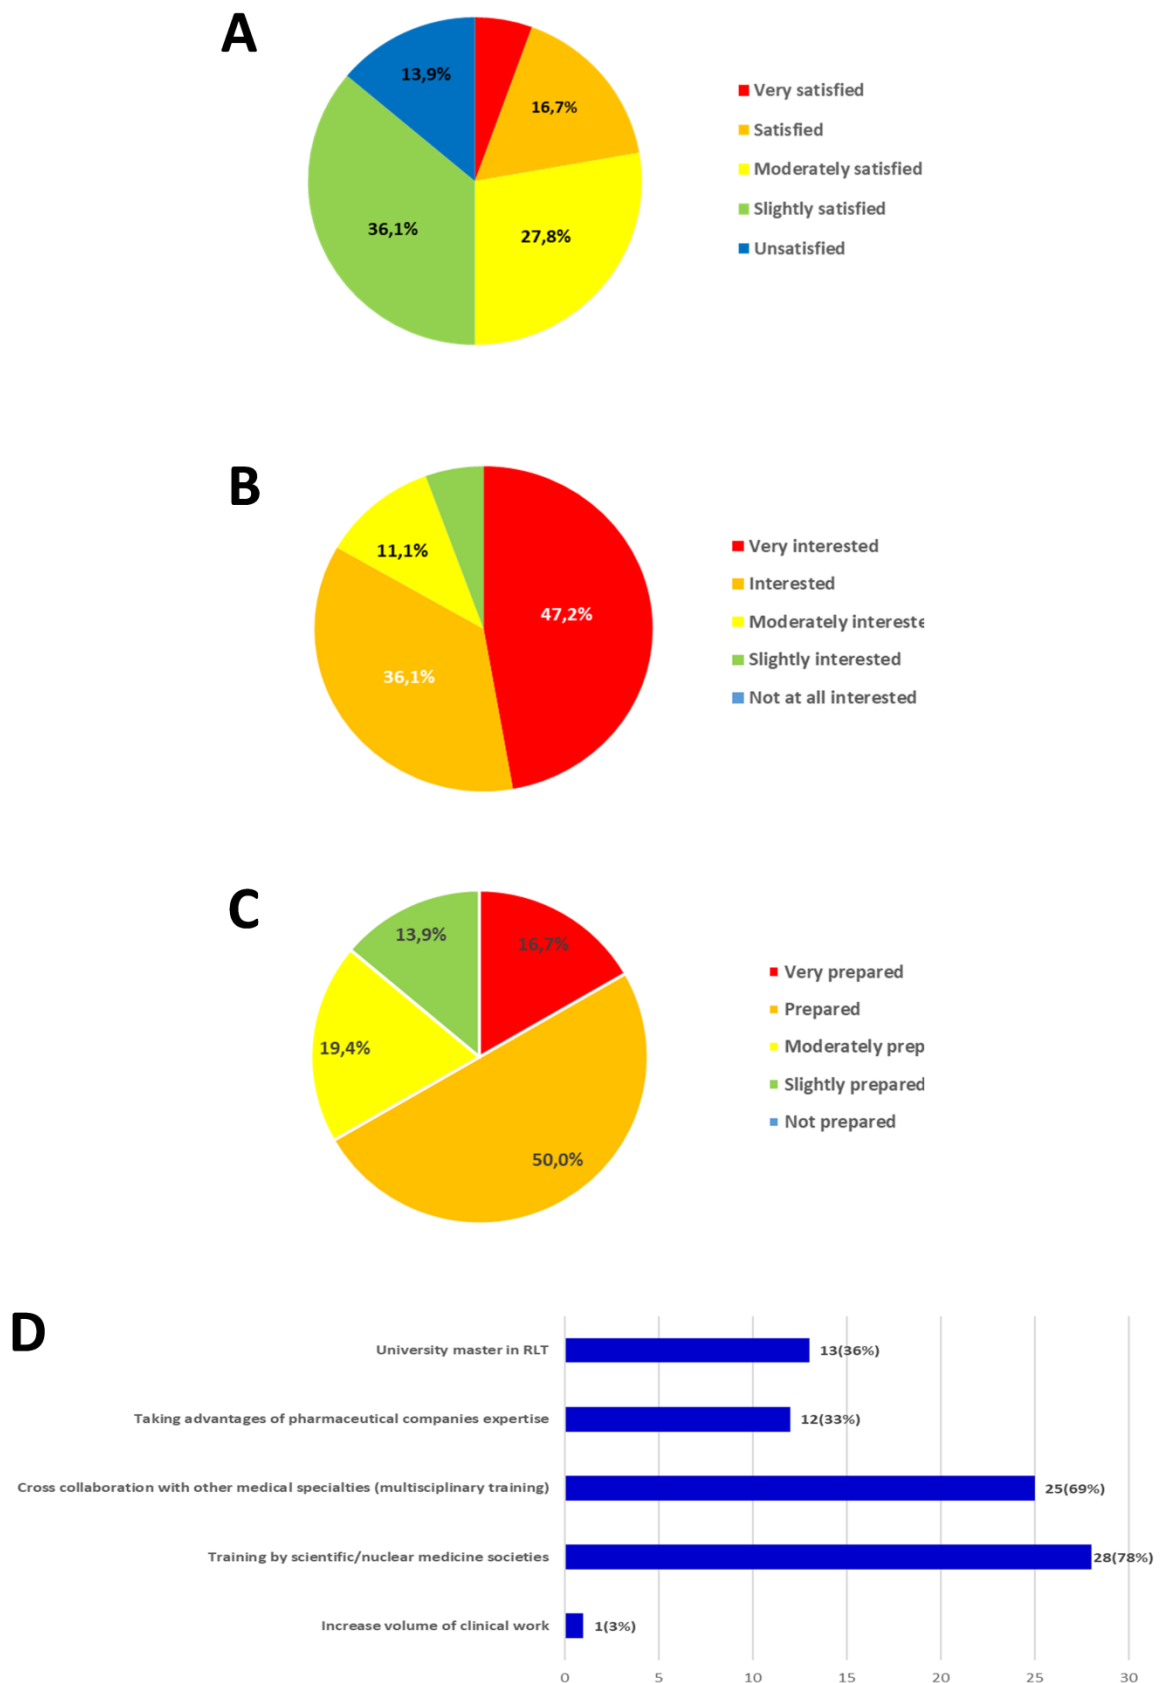 A
13,9%
16,7%
36,1%
27,8%
Very satisfied
Satisfied
Moderately satisfied
Slightly satisfied
Unsatisfied
B
11,1%
47,2%
36,1%
Very interested
Interested
Moderately intereste
Slightly interested
Not at all interested
C
13,9%
16,7%
19,4%
50,0%
Very prepared
Prepared
Moderately prep
Slightly prepared
Not prepared
D
University master in RLT
13(36%)
Taking advantages of pharmaceutical companies expertise
12(33%)
Cross collaboration with other medical specialties (multisciplinary training)
25(69%)
Training by scientific/nuclear medicine societies
28(78%)
Increase volume of clinical work
1(3%)
0 5 10 15 20 25 30